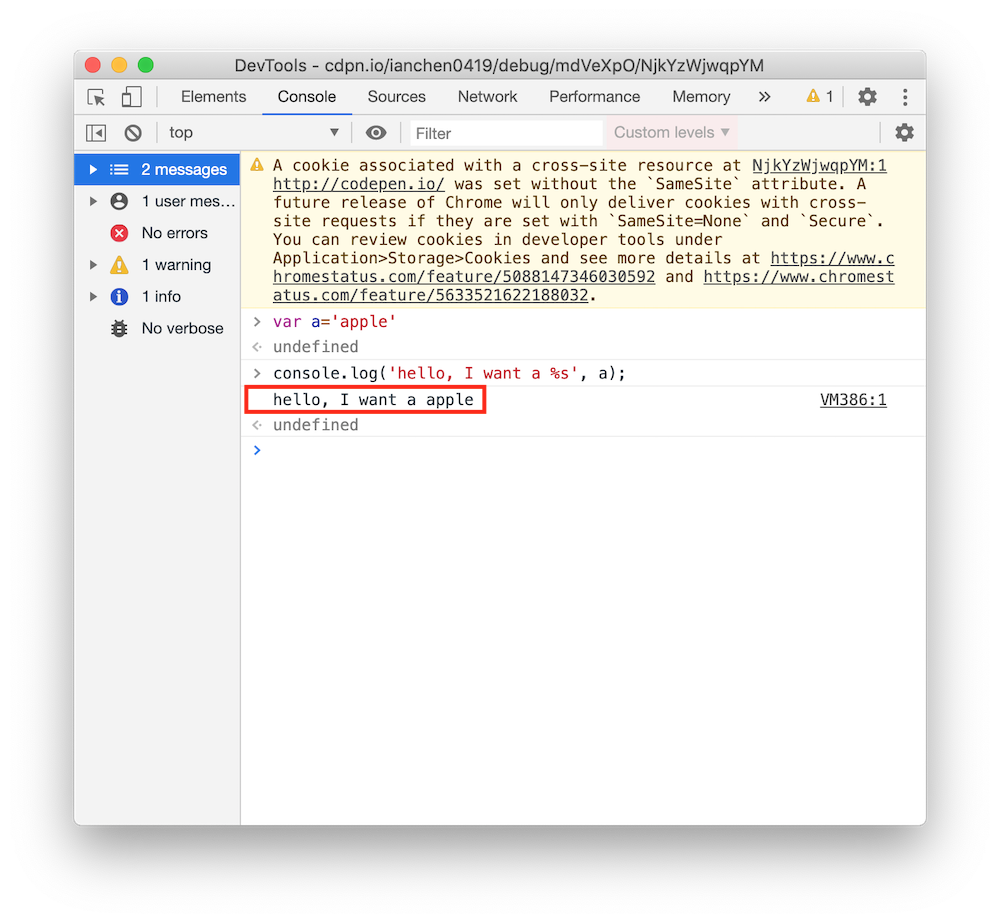 DevTools - cdpn.io/ianchen0419/debug/mdVeXpO/NjkYzWjwqpYM
Elements Console Sources Network Performance Memory » 1
top Filter Custom levels
2 messages
1 user mes…
No errors
1 warning
1 info
No verbose
A cookie associated with a cross-site resource at NjkYzWjwqpYM:1
http://codepen.io/ was set without the `SameSite` attribute. A
future release of Chrome will only deliver cookies with cross-
site requests if they are set with `SameSite=None` and `Secure`.
You can review cookies in developer tools under
Application>Storage>Cookies and see more details at https://www.c
hromestatus.com/feature/5088147346030592 and https://www.chromest
atus.com/feature/5633521622188032.
> var a='apple'
undefined
> console.log('hello, I want a %s', a);
hello, I want a apple VM386:1
undefined
>